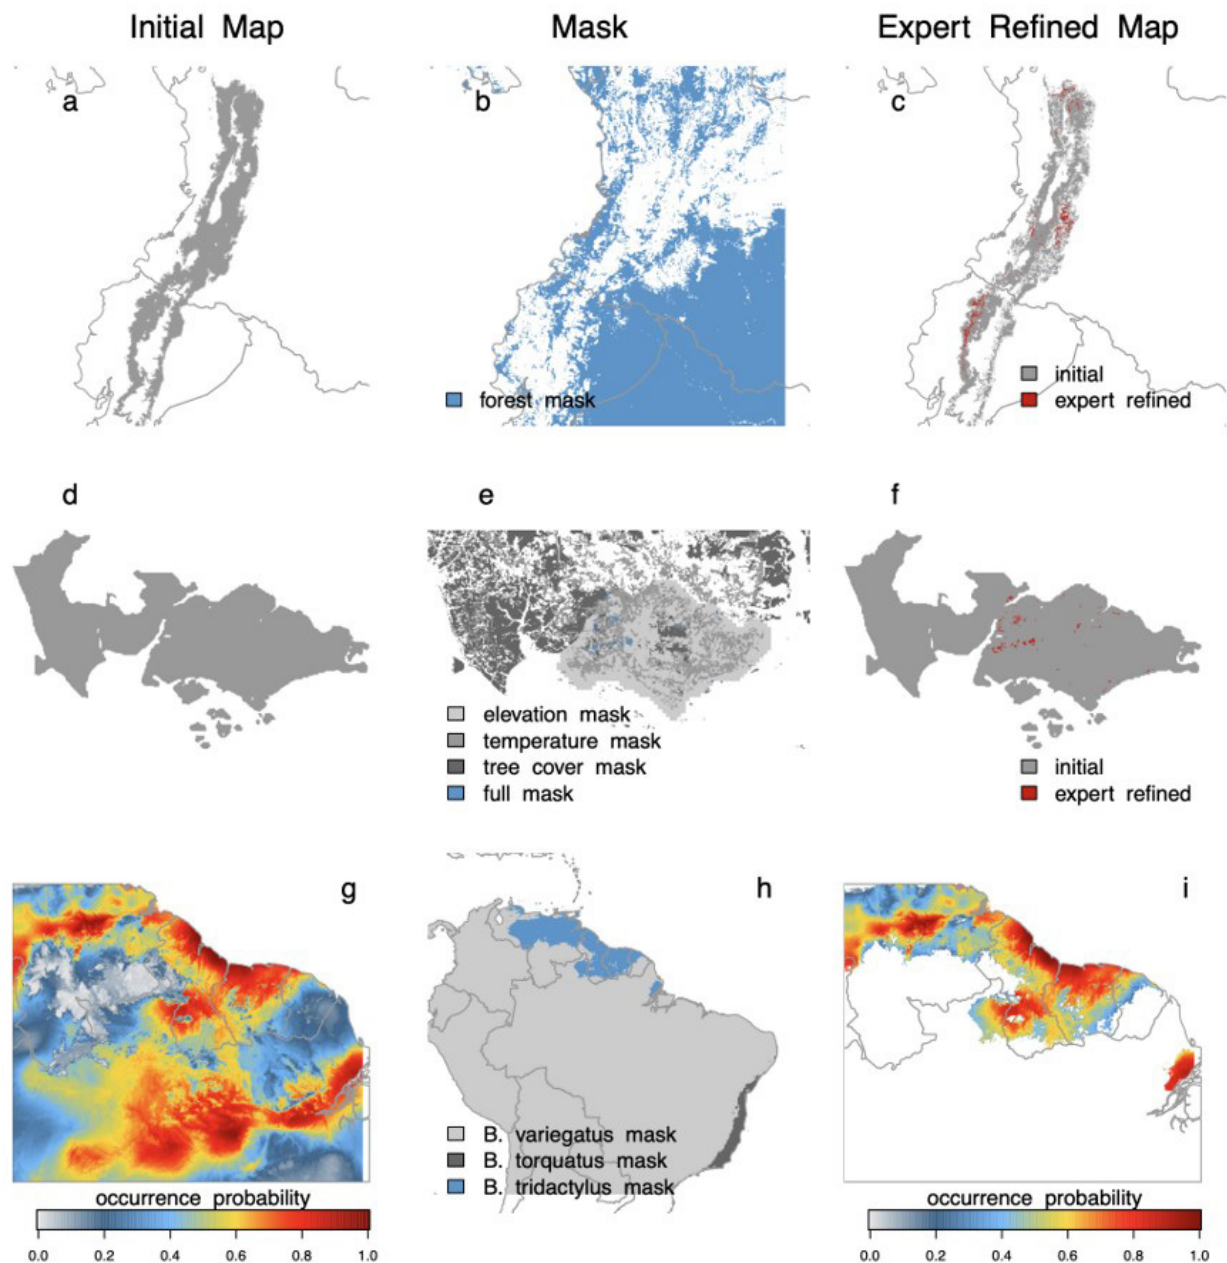 Initial Map
Mask
Expert Refined Map
a
b
c
forest mask
initial
expert refined
d
e
f
elevation mask
temperature mask
tree cover mask
full mask
initial
expert refined
g
h
i
B. variegatus mask
B. torquatus mask
B. tridactylus mask
occurrence probability
0.0 0.2 0.4 0.6 0.8 1.0
occurrence probability
0.0 0.2 0.4 0.6 0.8 1.0